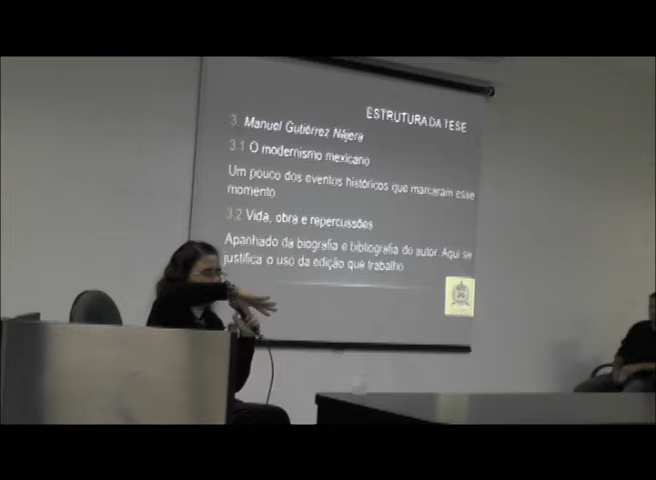 ESTRUTURA DA TESE
3. Manuel Gutiérrez Nájera
3.1 O modernismo mexicano
Um pouco dos eventos históricos que marcaram esse
momento.
3.2 Vida, obra e repercussões
Apanhado da biografia e bibliografia do autor. Aqui se
justifica o uso da edição que trabalho